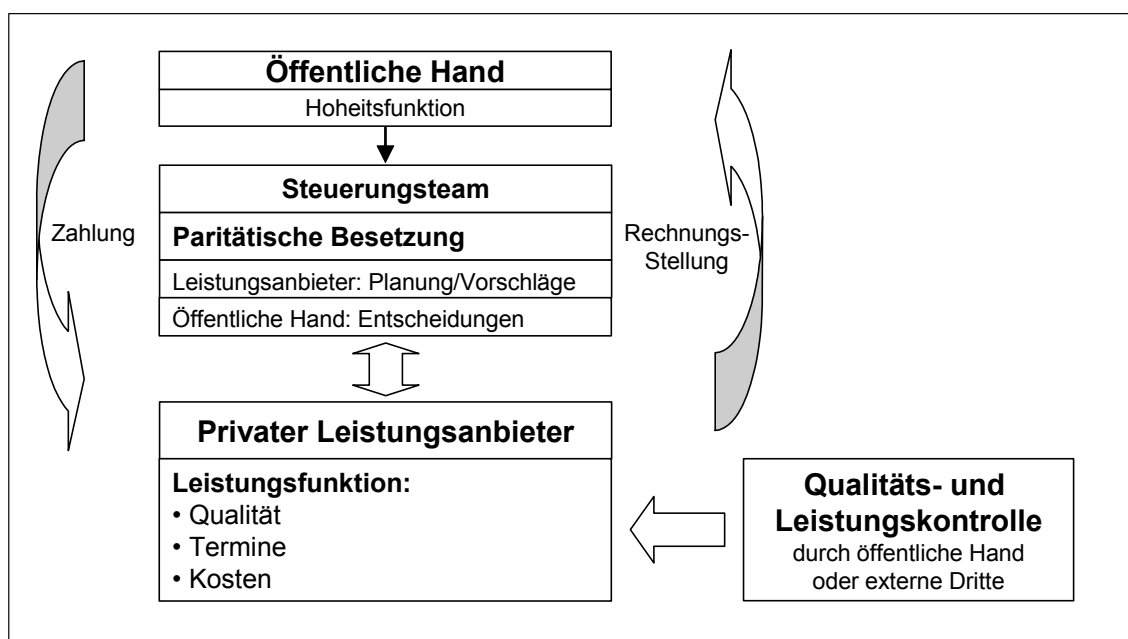 Öffentliche Hand
Hoheitsfunktion
Steuerungsteam
Paritätische Besetzung
Leistungsanbieter: Planung/Vorschläge
Öffentliche Hand: Entscheidungen
Zahlung
Rechnungs-
Stellung
Privater Leistungsanbieter
Leistungsfunktion:
• Qualität
• Termine
• Kosten
Qualitäts- und
Leistungskontrolle
durch öffentliche Hand
oder externe Dritte